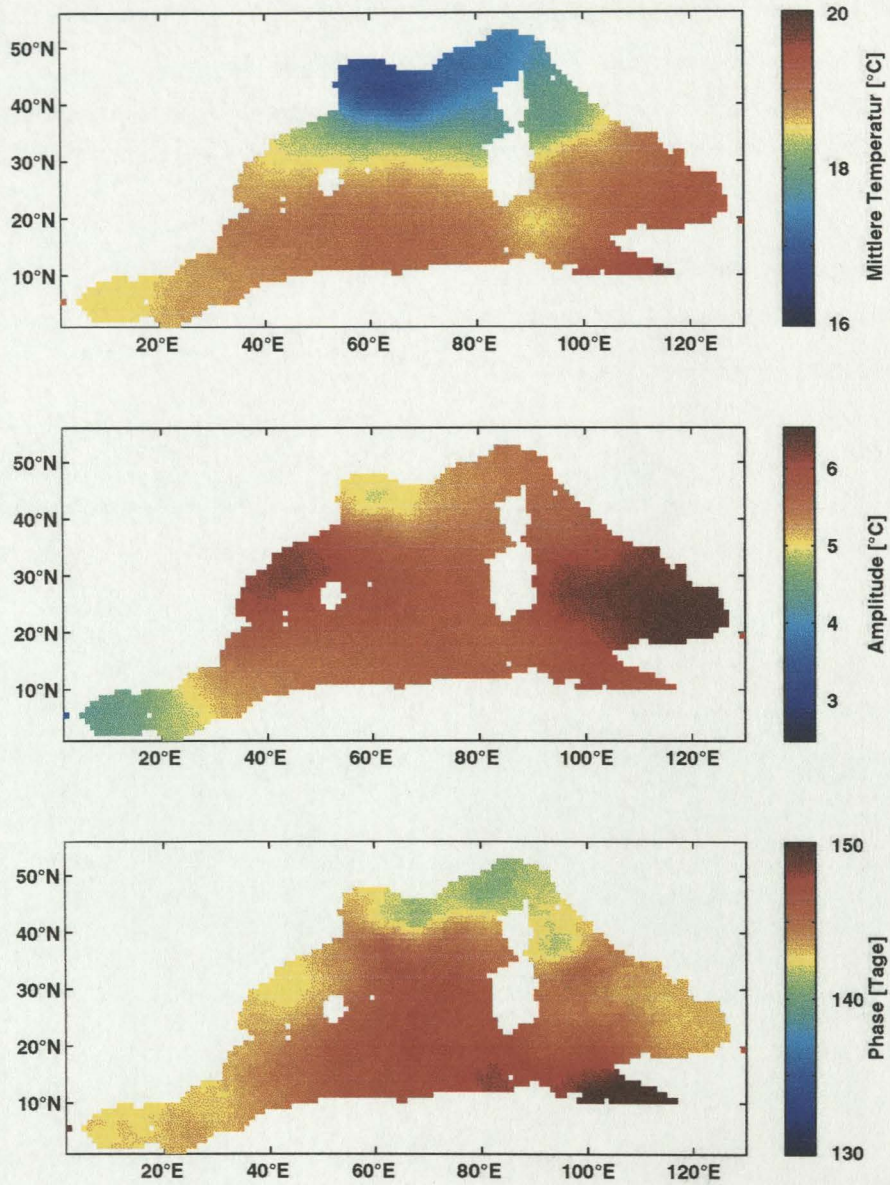 50°N
40°N
30°N
20°N
10°N
20°E 40°E 60°E 80°E 100°E 120°E
20
18
16
Mittlere Temperatur [°C]
50°N
40°N
30°N
20°N
10°N
20°E 40°E 60°E 80°E 100°E 120°E
6
5
4
3
Amplitude [°C]
50°N
40°N
30°N
20°N
10°N
20°E 40°E 60°E 80°E 100°E 120°E
150
140
130
Phase [Tage]